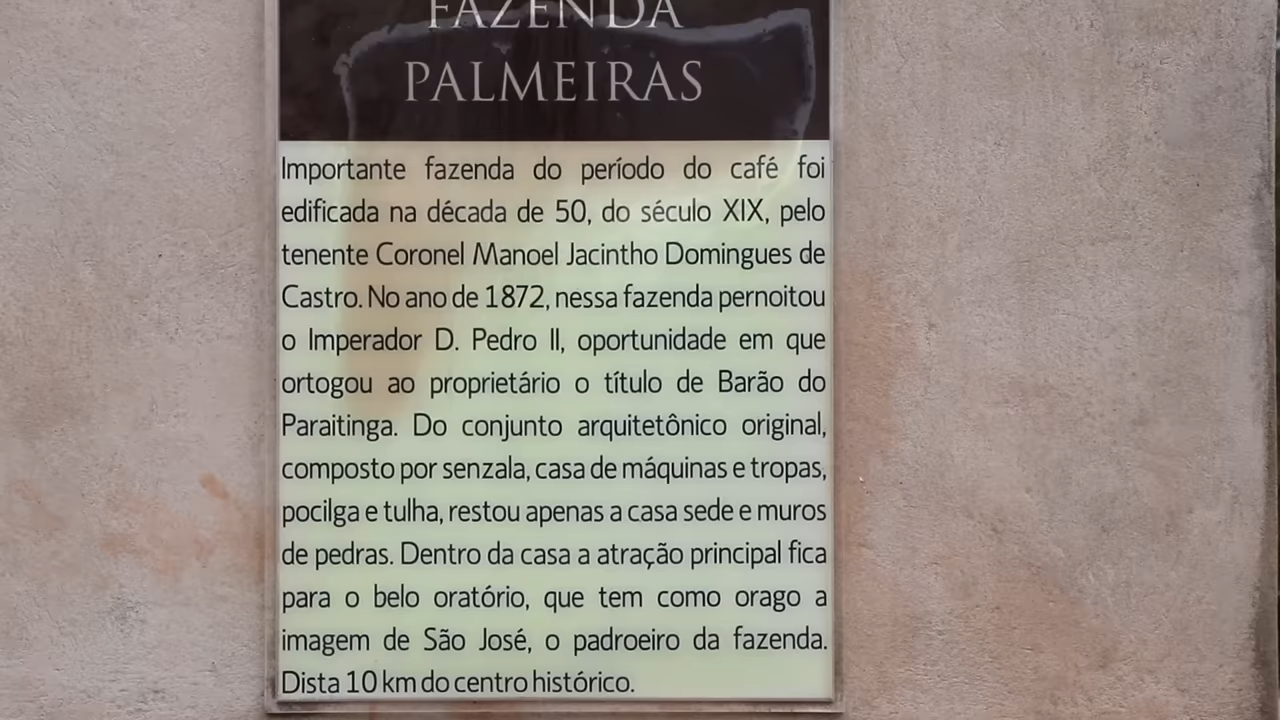 FAZENDA
PALMEIRAS
Importante fazenda do período do café foi
edificada na década de 50, do século XIX, pelo
tenente Coronel Manoel Jacintho Domingues de
Castro. No ano de 1872, nessa fazenda pernoitou
o Imperador D. Pedro II, oportunidade em que
ortogou ao proprietário o título de Barão do
Paraitinga. Do conjunto arquitetônico original,
composto por senzala, casa de máquinas e tropas,
pocilga e tulha, restou apenas a casa sede e muros
de pedras. Dentro da casa a atração principal fica
para o belo oratório, que tem como orago a
imagem de São José, o padroeiro da fazenda.
Dista 10 km do centro histórico.